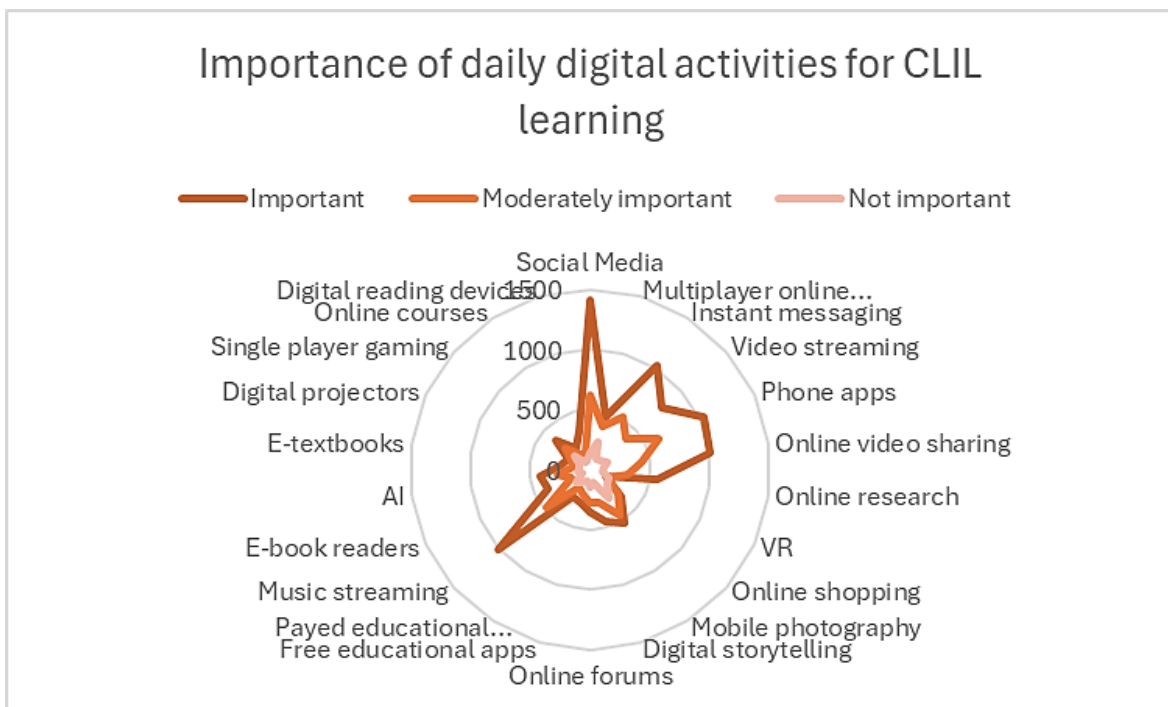 Importance of daily digital activities for CLIL
learning
Important
Moderately important
Not important
Social Media
Digital reading devices
1500
Multiplayer online...
Online courses
Instant messaging
Single player gaming
1000
Video streaming
Digital projectors
500
Phone apps
E-textbooks
0
Online video sharing
AI
Online research
E-book readers
VR
Music streaming
Online shopping
Payed educational...
Mobile photography
Free educational apps
Digital storytelling
Online forums